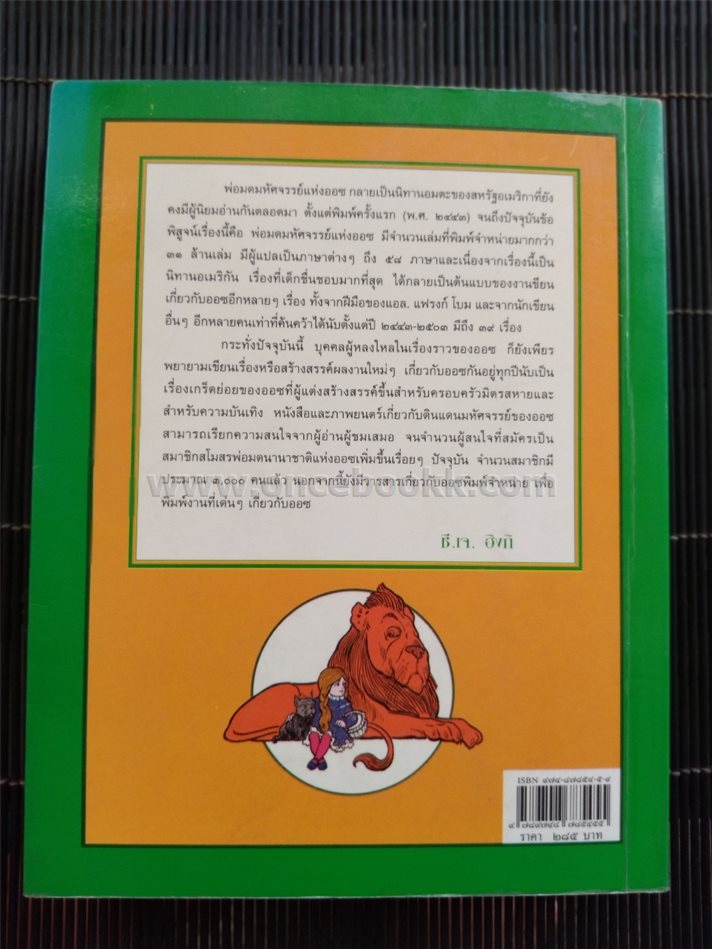 พ่อมดมหัศจรรย์แห่งออซ กลายเป็นนิทานอมตะของสหรัฐอเมริกาที่ยัง
คงมีผู้นิยมอ่านกันตลอดมา ตั้งแต่พิมพ์ครั้งแรก (พ.ศ. ๒๔๔๓) จนถึงปัจจุบันข้อ
พิสูจน์เรื่องนี้คือ พ่อมดมหัศจรรย์แห่งออซ มีจำนวนเล่มที่พิมพ์จำหน่ายมากกว่า
๓๑ ล้านเล่ม มีผู้แปลเป็นภาษาต่างๆ ถึง ๕๘ ภาษาและเนื่องจากเรื่องนี้เป็น
นิทานอเมริกัน เรื่องที่เด็กชื่นชอบมากที่สุด ได้กลายเป็นต้นแบบของงานเขียน
เกี่ยวกับออซอีกหลายๆ เรื่อง ทั้งจากฝีมือของแอล. แฟรงก์ โบม และจากนักเขียน
อื่นๆ อีกหลายคนเท่าที่ค้นคว้าได้นับตั้งแต่ปี ๒๔๔๓-๒๕๐๓ มีถึง ๓๙ เรื่อง
กระทั่งปัจจุบันนี้ บุคคลผู้หลงใหลในเรื่องราวของออซ ก็ยังเพียร
พยายามเขียนเรื่องหรือสร้างสรรค์ผลงานใหม่ๆ เกี่ยวกับออซกันอยู่ทุกปีนับเป็น
เรื่องเกร็ดย่อยของออซที่ผู้แต่งสร้างสรรค์ขึ้นสำหรับครอบครัวมิตรสหายและ
สำหรับความบันเทิง หนังสือและภาพยนตร์เกี่ยวกับดินแดนมหัศจรรย์ของออซ
สามารถเรียกความสนใจจากผู้อ่านผู้ชมเสมอ จนจำนวนผู้สนใจที่สมัครเป็น
สมาชิกสโมสรพ่อมดนานาชาติแห่งออซเพิ่มขึ้นเรื่อยๆ ปัจจุบัน จำนวนสมาชิกมี
ประมาณ ๓,๐๐๐ คนแล้ว นอกจากนี้ยังมีวารสารเกี่ยวกับออซพิมพ์จำหน่าย เพื่อ
พิมพ์งานที่เด่นๆ เกี่ยวกับออซ
www.oncebookk.com
ซี.เจ. ฮิงกิ
ISBN ๙๗๔-๘๗๘๕๔-๕-๙
ราคา ๒๘๕ บาท